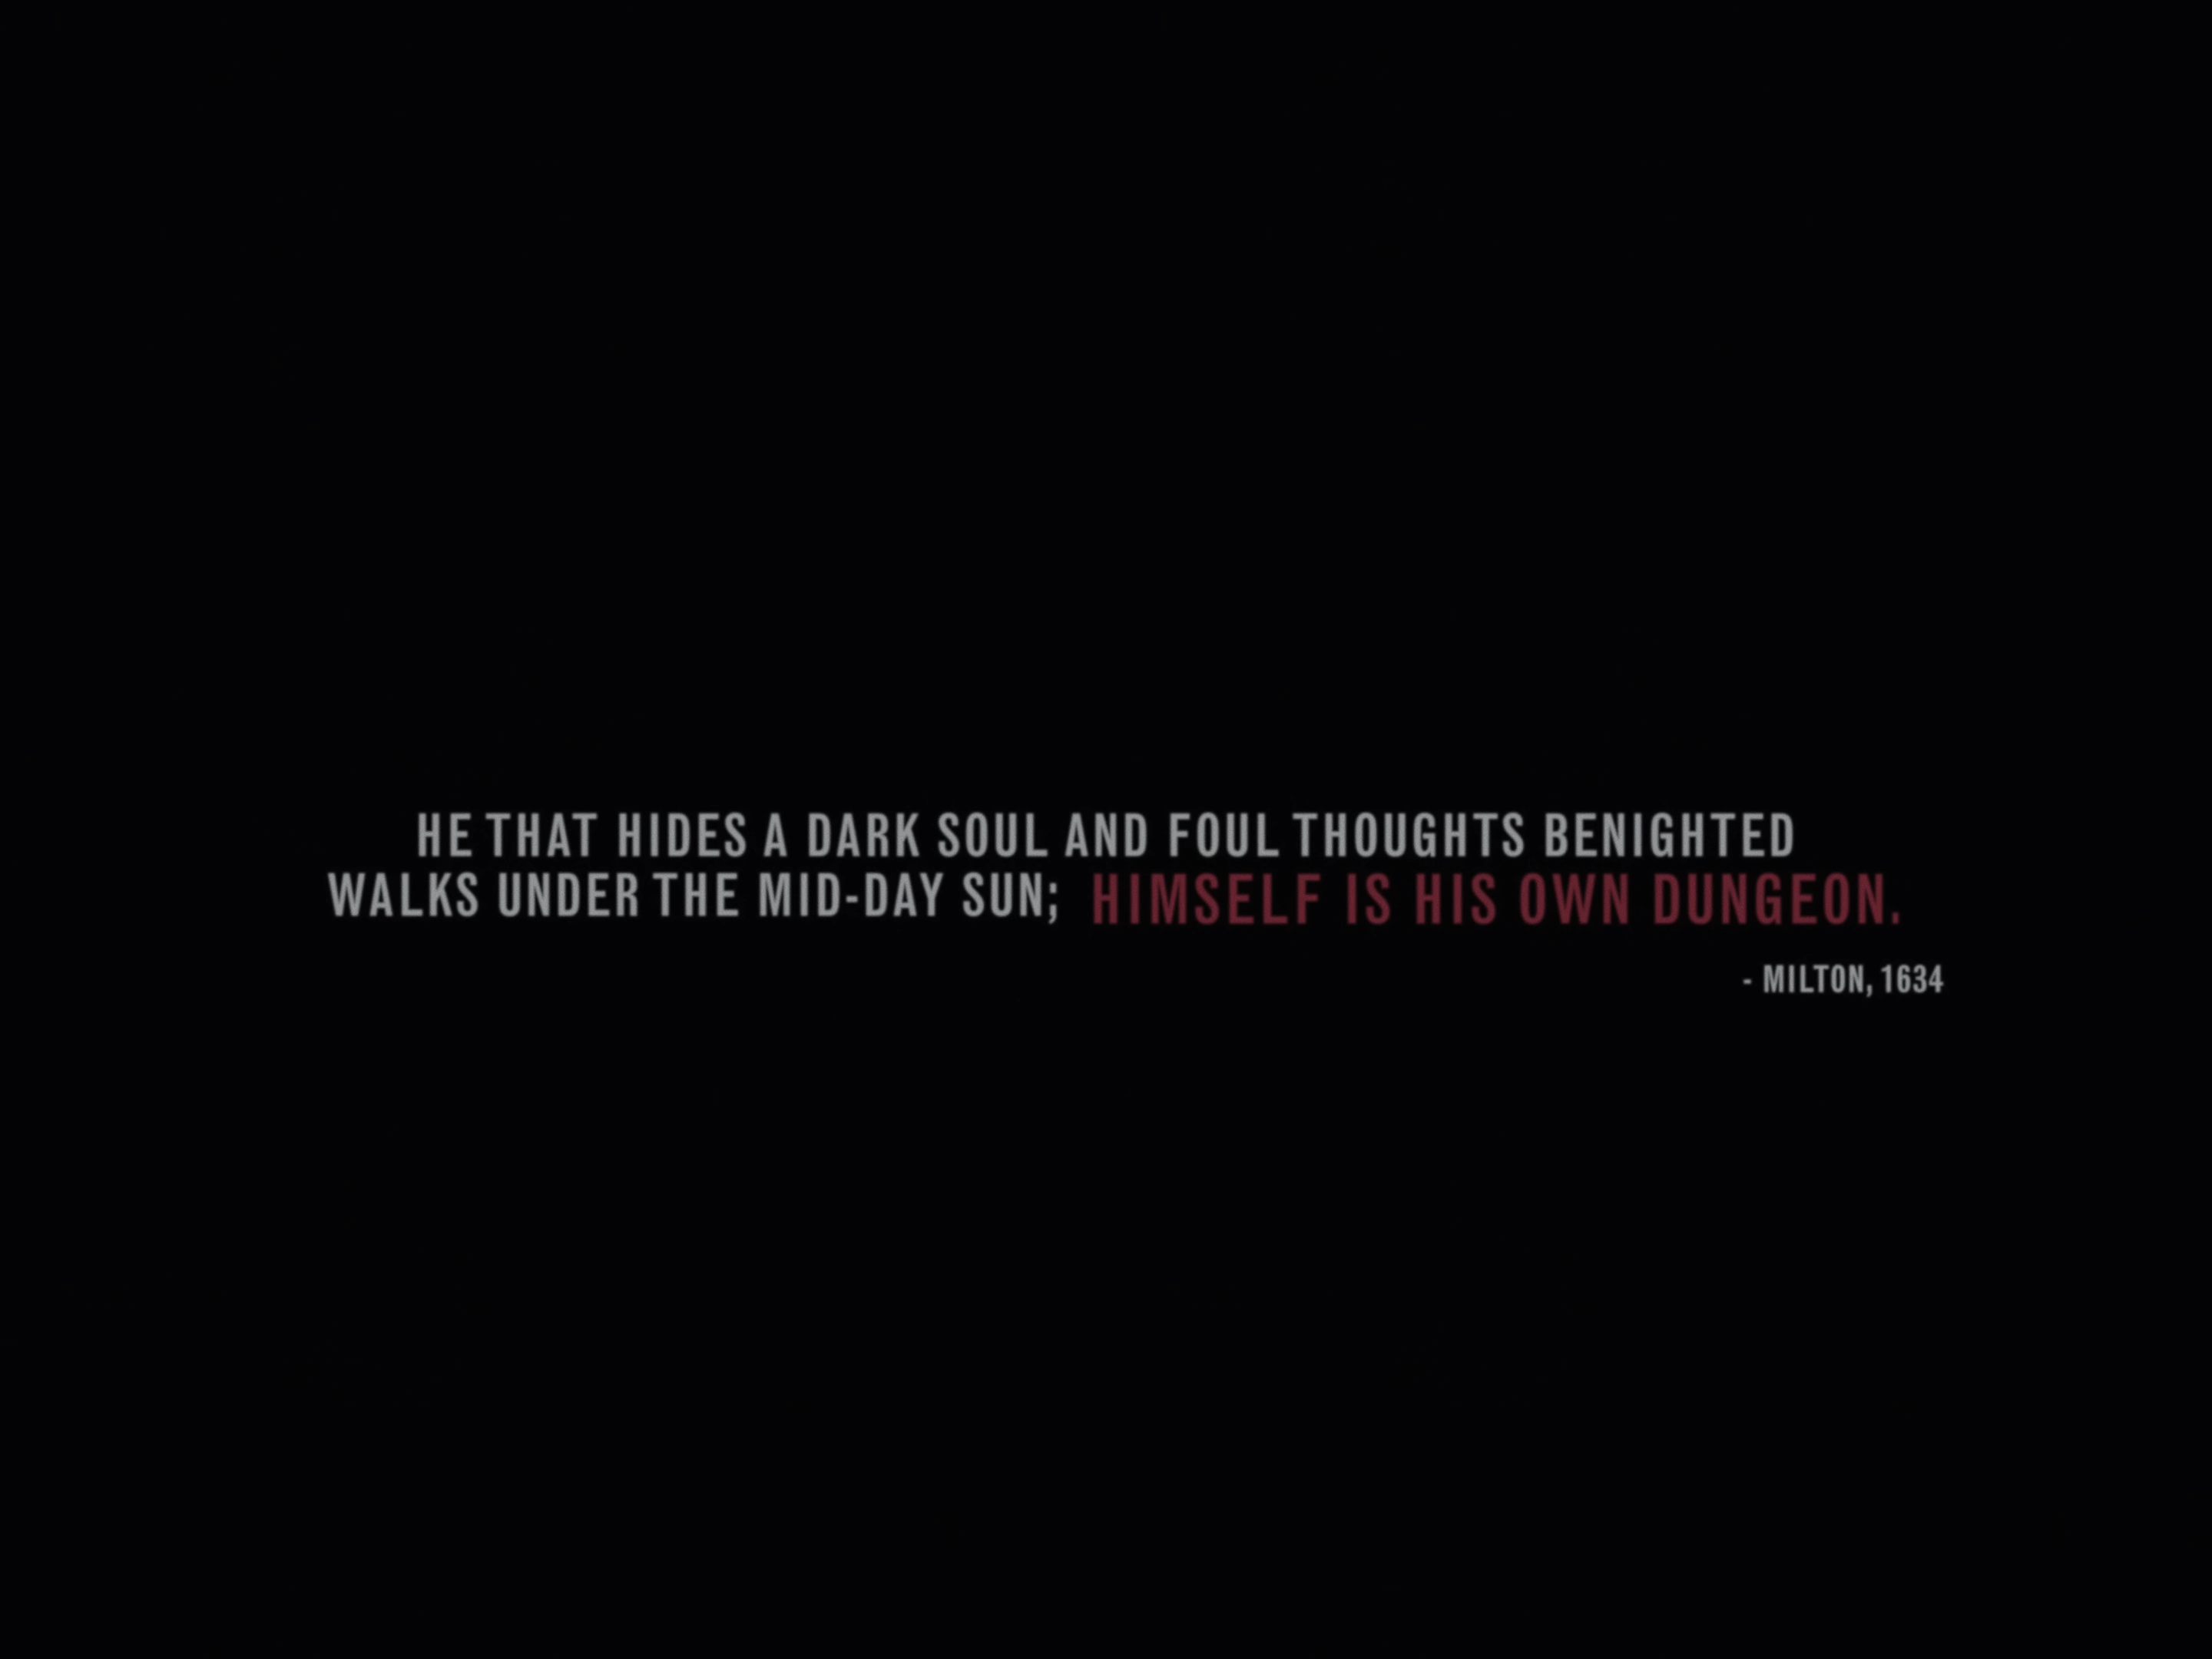 HE THAT HIDES A DARK SOUL AND FOUL THOUGHTS BENIGHTED
WALKS UNDER THE MID-DAY SUN; HIMSELF IS HIS OWN DUNGEON.
- MILTON, 1634